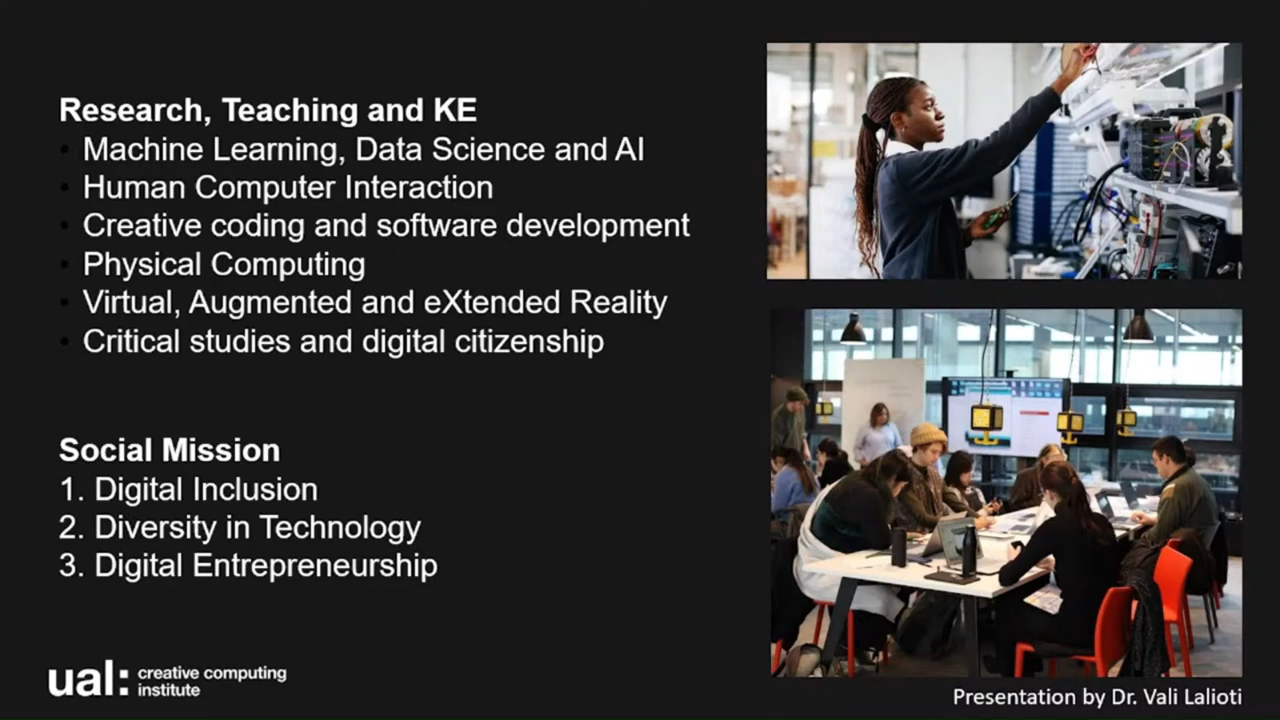 Research, Teaching and KE
Machine Learning, Data Science and AI
Human Computer Interaction
Creative coding and software development
Physical Computing
Virtual, Augmented and eXtended Reality
Critical studies and digital citizenship
Social Mission
1. Digital Inclusion
2. Diversity in Technology
3. Digital Entrepreneurship
ual: creative computing
institute
Presentation by Dr. Vali Lalioti